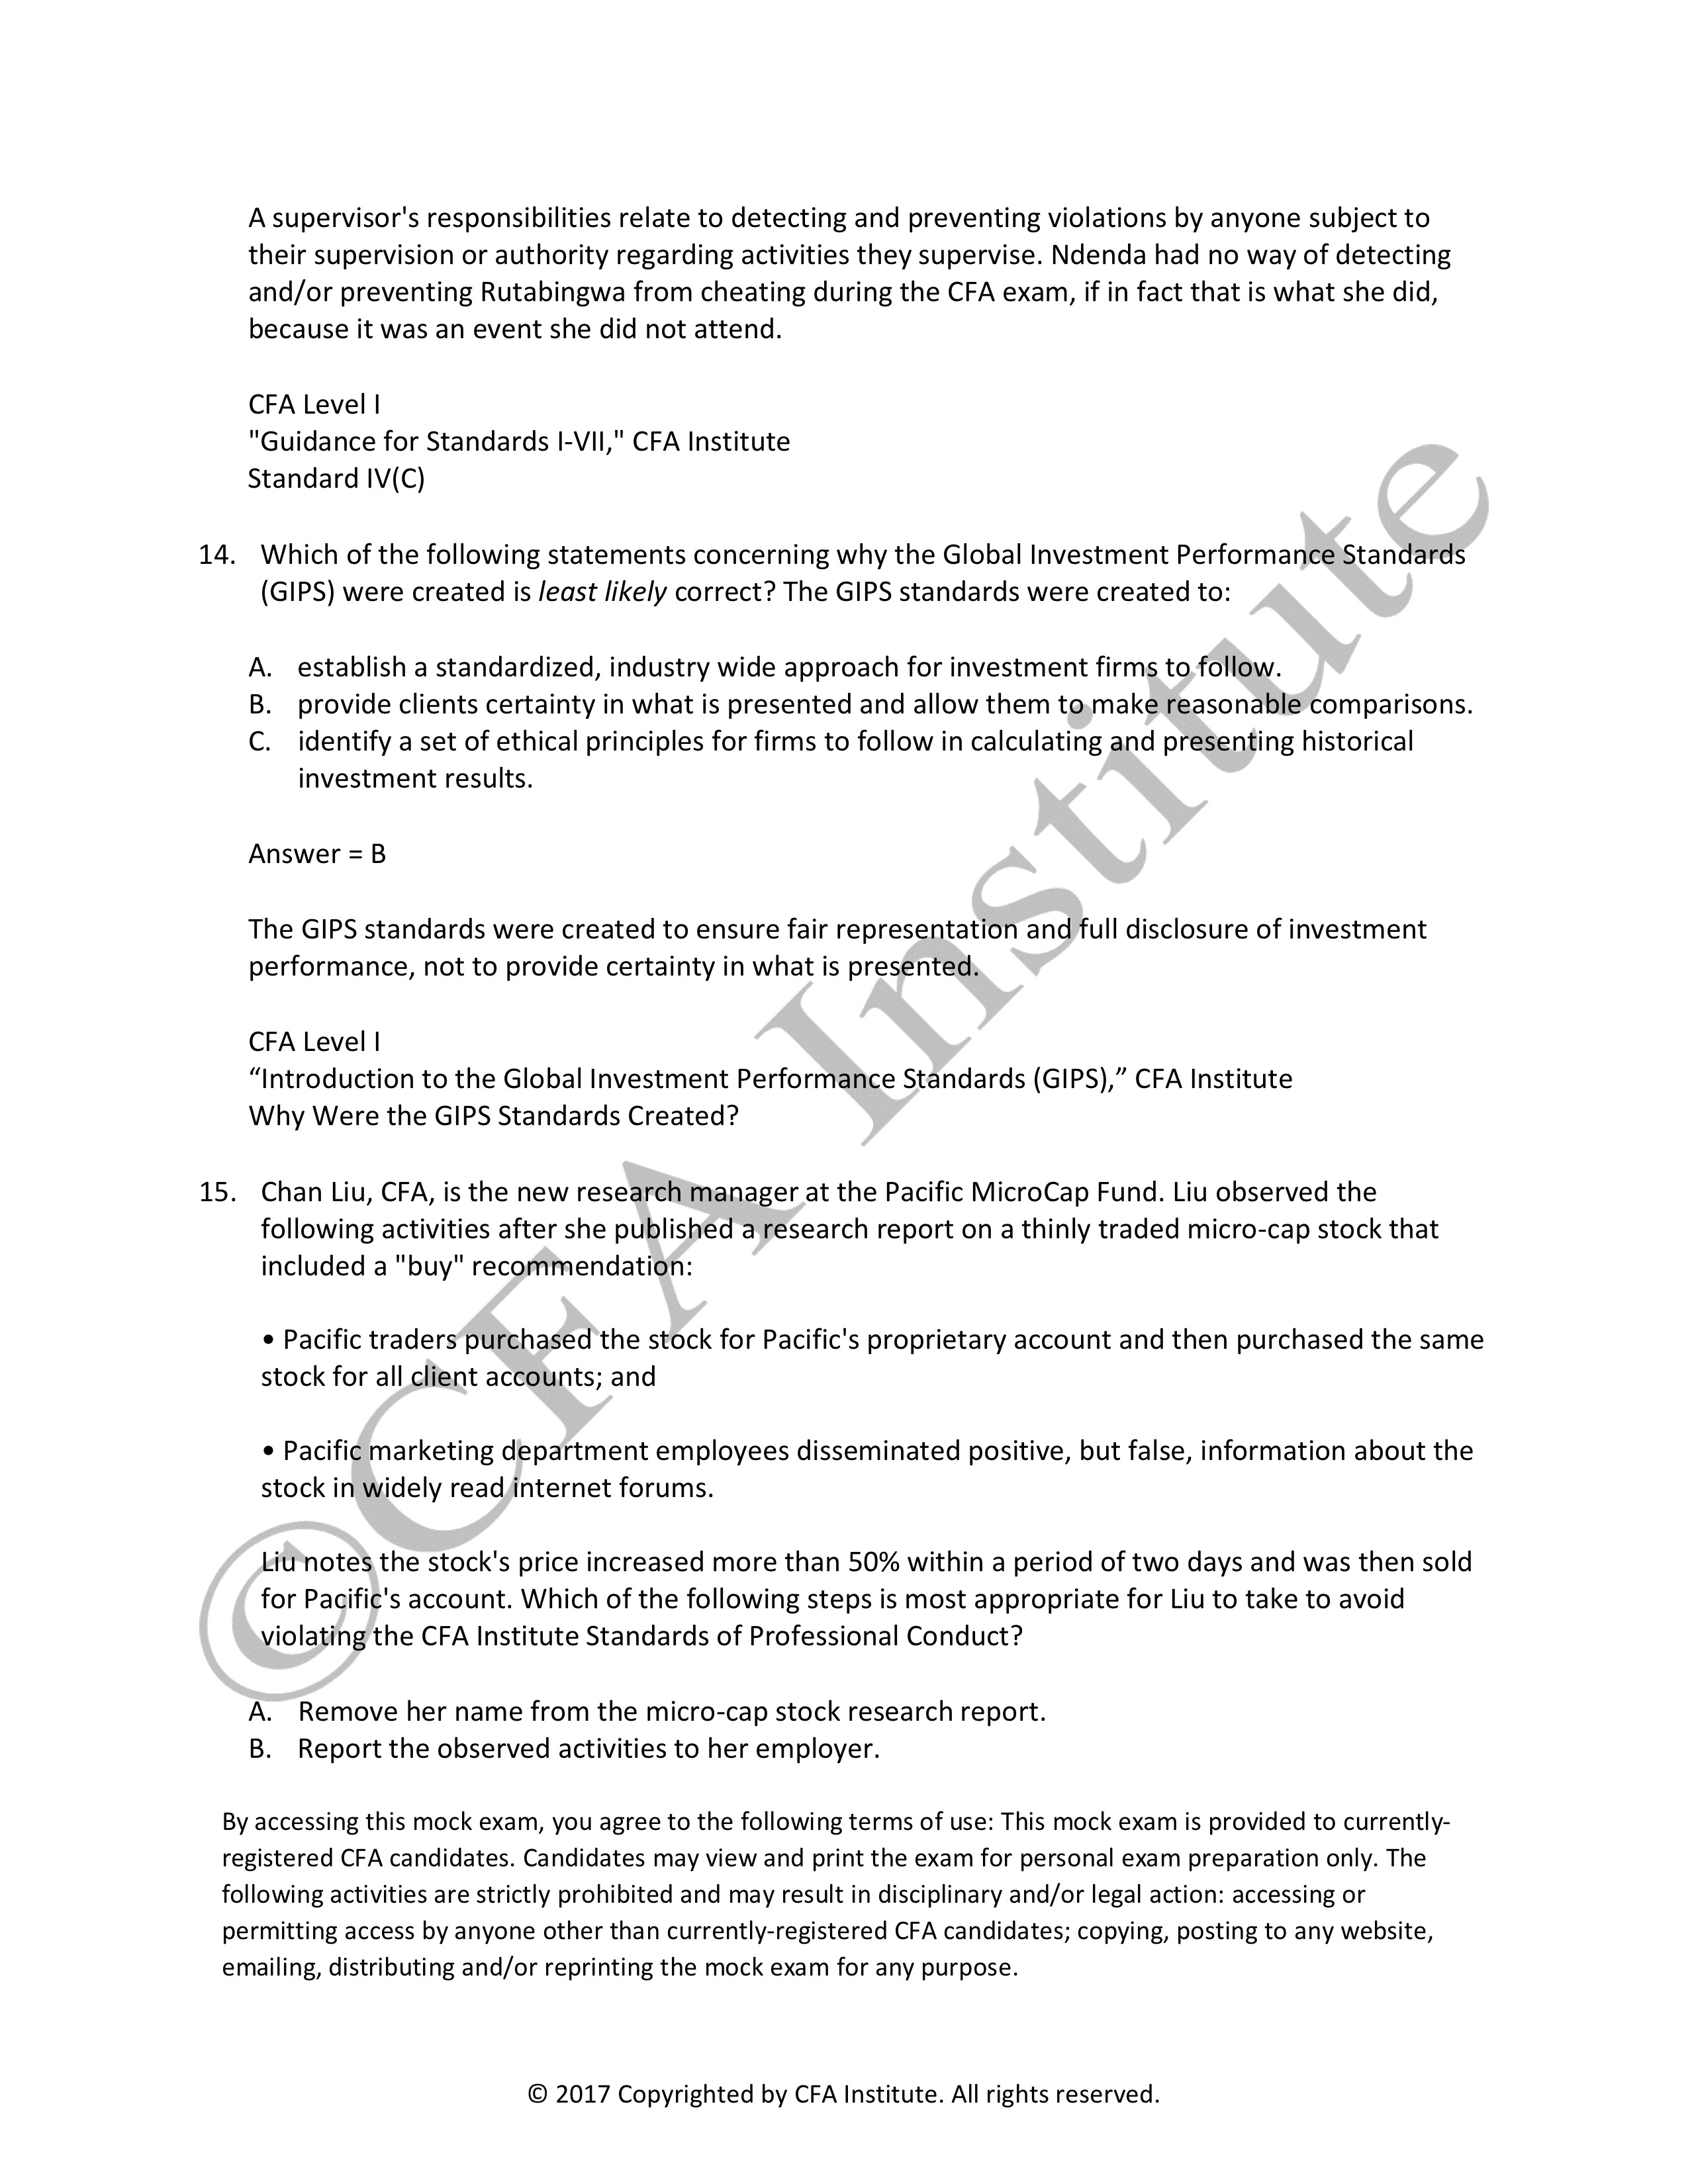 A supervisor's responsibilities relate to detecting and preventing violations by anyone subject to
their supervision or authority regarding activities they supervise. Ndenda had no way of detecting
and/or preventing Rutabingwa from cheating during the CFA exam, if in fact that is what she did,
because it was an event she did not attend.
CFA Level I
"Guidance for Standards I-VII," CFA Institute
Standard IV(C)
14. Which of the following statements concerning why the Global Investment Performance Standards
(GIPS) were created is least likely correct? The GIPS standards were created to:
A. establish a standardized, industry wide approach for investment firms to follow.
B. provide clients certainty in what is presented and allow them to make reasonable comparisons.
C. identify a set of ethical principles for firms to follow in calculating and presenting historical
investment results.
Answer = B
The GIPS standards were created to ensure fair representation and full disclosure of investment
performance, not to provide certainty in what is presented.
CFA Level I
“Introduction to the Global Investment Performance Standards (GIPS),” CFA Institute
Why Were the GIPS Standards Created?
15. Chan Liu, CFA, is the new research manager at the Pacific MicroCap Fund. Liu observed the
following activities after she published a research report on a thinly traded micro-cap stock that
included a "buy" recommendation:
• Pacific traders purchased the stock for Pacific's proprietary account and then purchased the same
stock for all client accounts; and
• Pacific marketing department employees disseminated positive, but false, information about the
stock in widely read internet forums.
Liu notes the stock's price increased more than 50% within a period of two days and was then sold
for Pacific's account. Which of the following steps is most appropriate for Liu to take to avoid
violating the CFA Institute Standards of Professional Conduct?
A. Remove her name from the micro-cap stock research report.
B. Report the observed activities to her employer.
By accessing this mock exam, you agree to the following terms of use: This mock exam is provided to currently-
registered CFA candidates. Candidates may view and print the exam for personal exam preparation only. The
following activities are strictly prohibited and may result in disciplinary and/or legal action: accessing or
permitting access by anyone other than currently-registered CFA candidates; copying, posting to any website,
emailing, distributing and/or reprinting the mock exam for any purpose.
© 2017 Copyrighted by CFA Institute. All rights reserved.
©CFA Institute